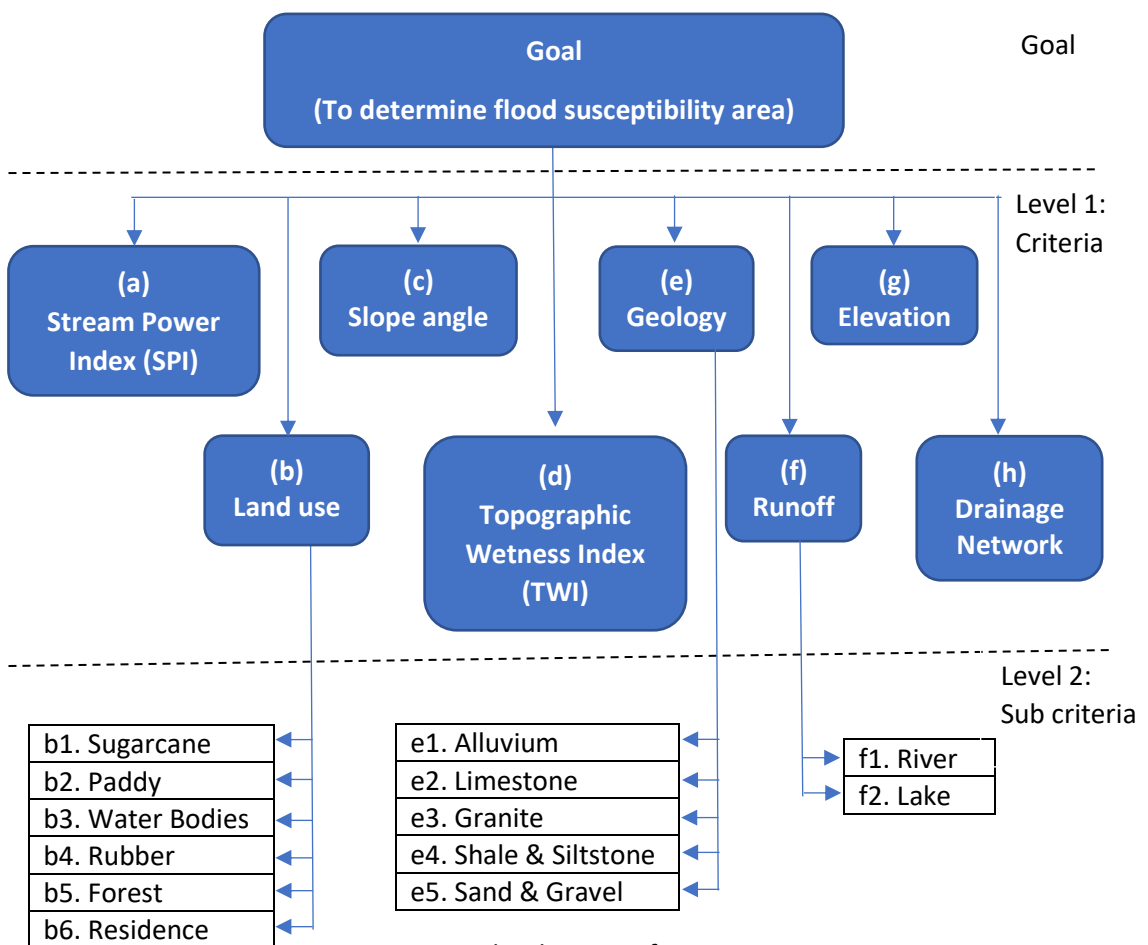 Goal
(To determine flood susceptibility area)
Goal
Level 1:
Criteria
(a)
Stream Power
Index (SPI)
(c)
Slope angle
(e)
Geology
(g)
Elevation
(b)
Land use
(d)
Topographic
Wetness Index
(TWI)
(f)
Runoff
(h)
Drainage
Network
Level 2:
Sub criteria
b1. Sugarcane
b2. Paddy
b3. Water Bodies
b4. Rubber
b5. Forest
b6. Residence
e1. Alluvium
e2. Limestone
e3. Granite
e4. Shale & Siltstone
e5. Sand & Gravel
f1. River
f2. Lake